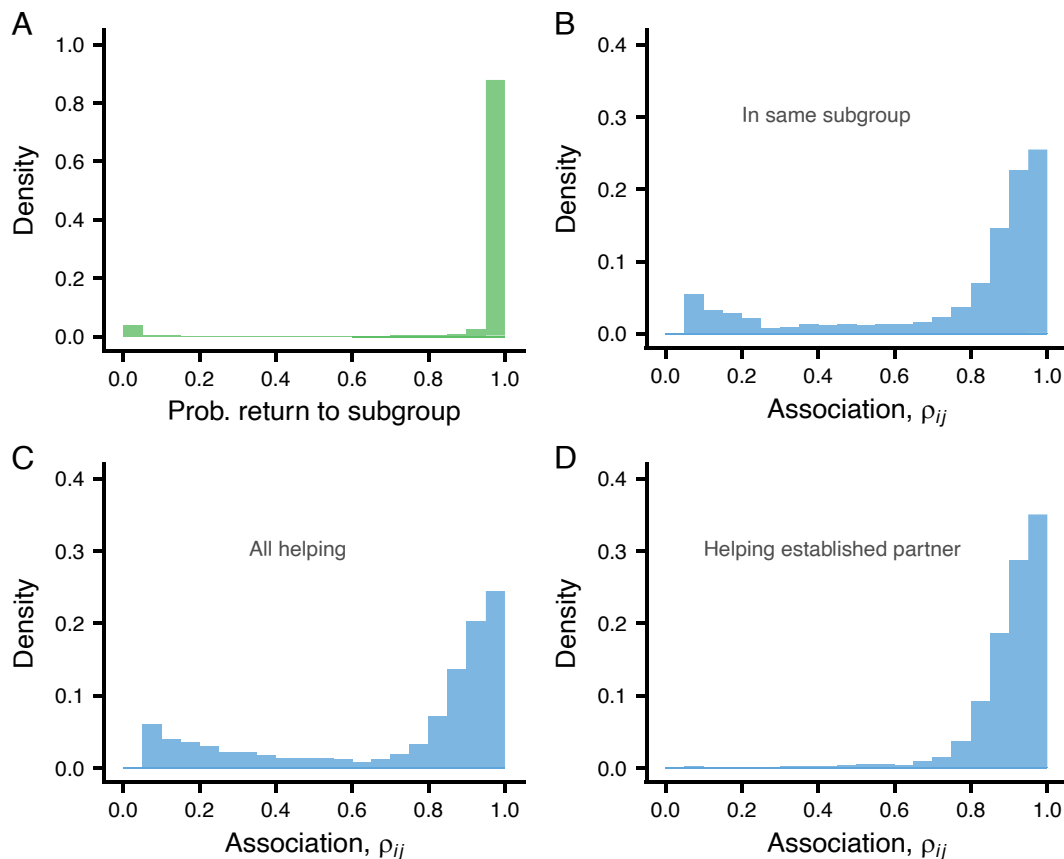 A
1.0
0.8
0.6
0.4
0.2
0.0
Density
0.0 0.2 0.4 0.6 0.8 1.0
Prob. return to subgroup
B
0.4
0.3
0.2
0.1
0.0
Density
In same subgroup
0.0 0.2 0.4 0.6 0.8 1.0
Association, ρij
C
0.4
0.3
0.2
0.1
0.0
Density
All helping
0.0 0.2 0.4 0.6 0.8 1.0
Association, ρij
D
0.4
0.3
0.2
0.1
0.0
Density
Helping established partner
0.0 0.2 0.4 0.6 0.8 1.0
Association, ρij